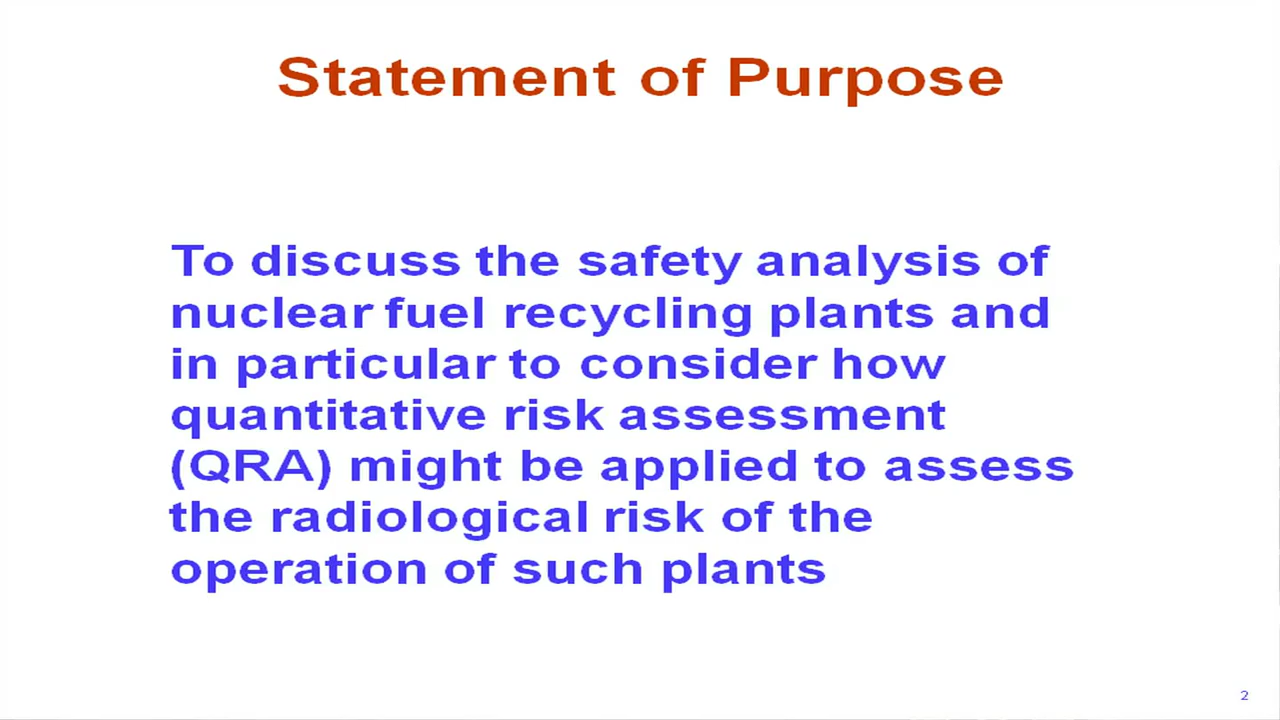 Statement of Purpose
To discuss the safety analysis of
nuclear fuel recycling plants and
in particular to consider how
quantitative risk assessment
(QRA) might be applied to assess
the radiological risk of the
operation of such plants
2